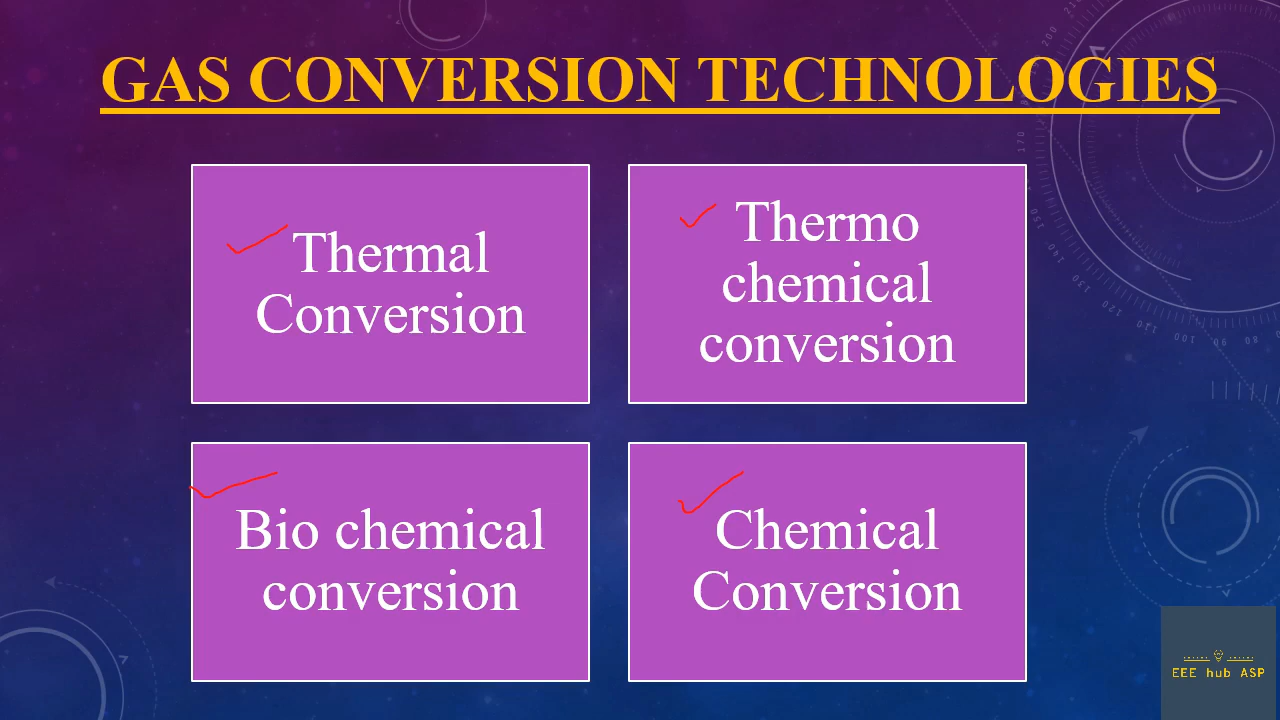 GAS CONVERSION TECHNOLOGIES
Thermal
Conversion
Thermo
chemical
conversion
Bio chemical
conversion
Chemical
Conversion
EEE hub ASP